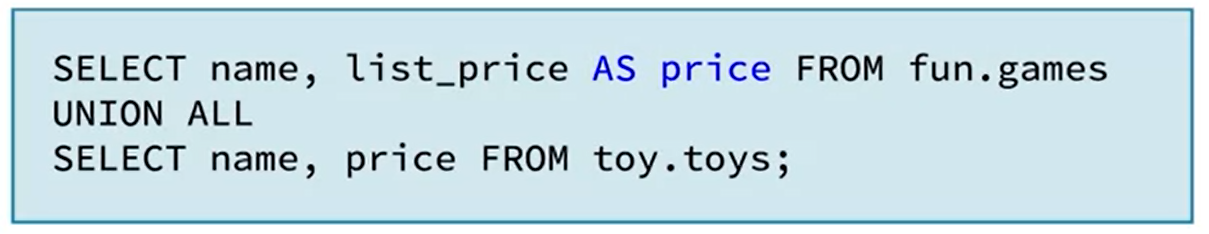 SELECT name, list_price AS price FROM fun.games
UNION ALL
SELECT name, price FROM toy.toys;